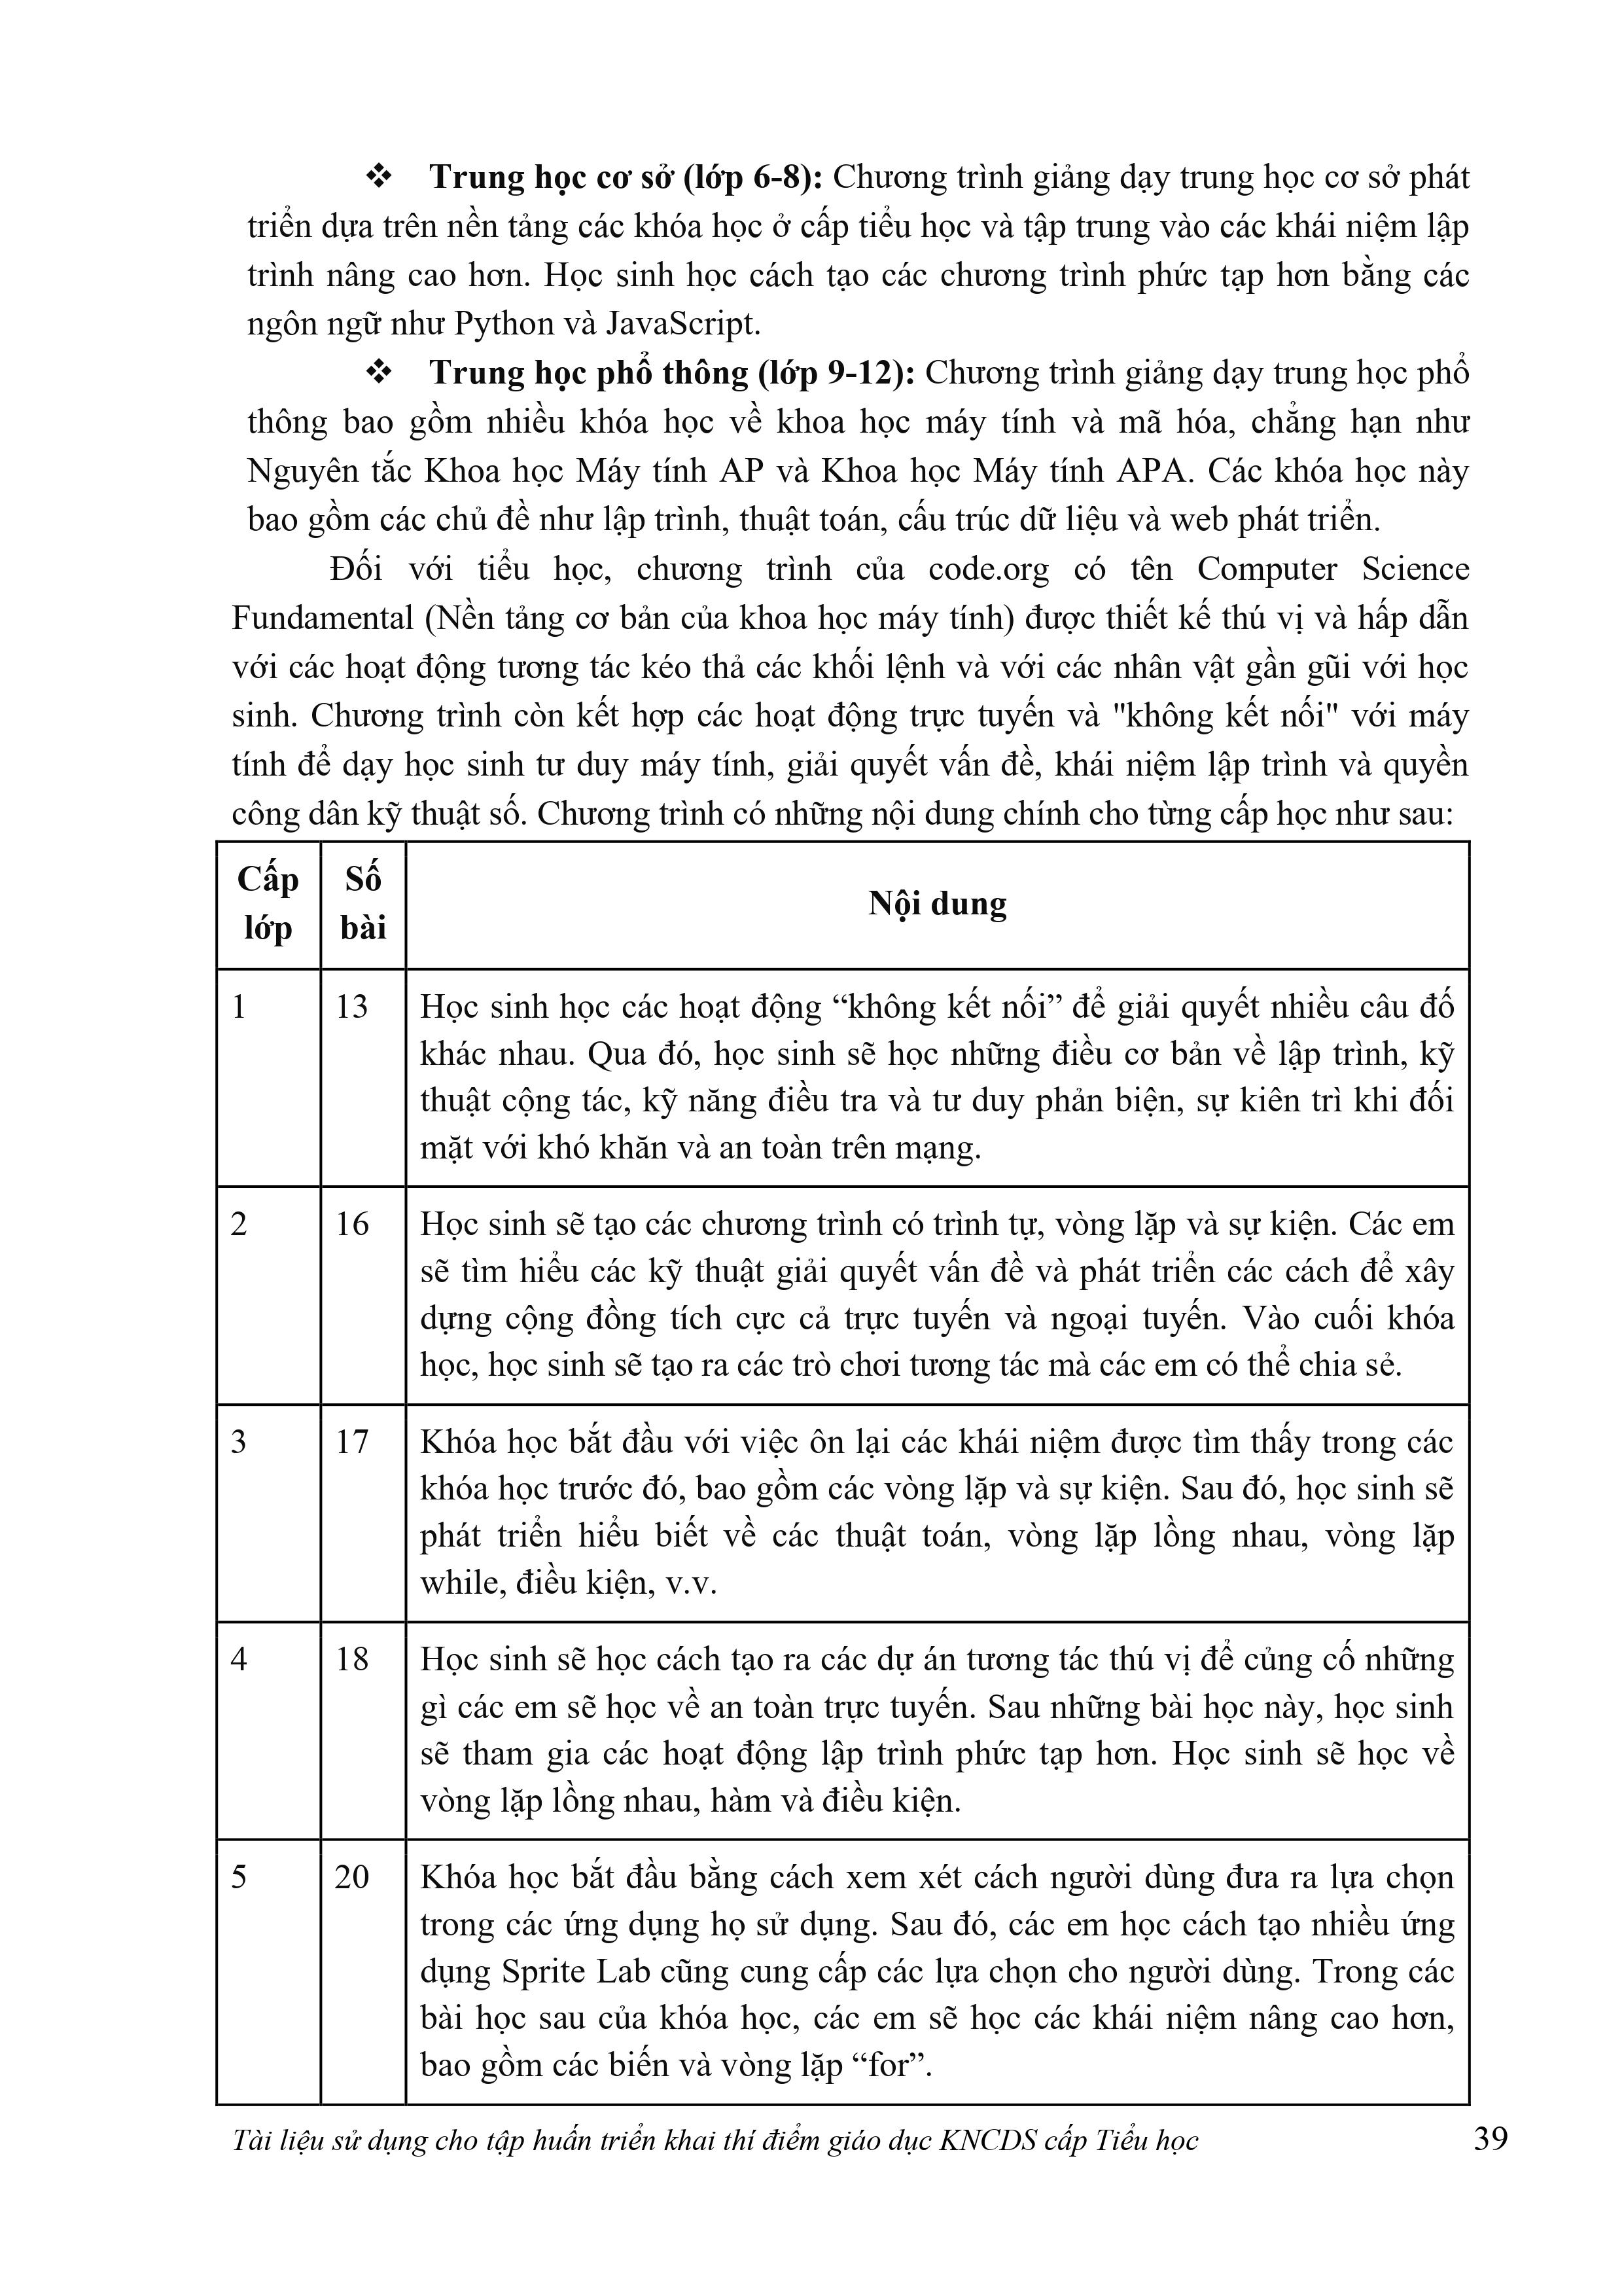 ❖ Trung học cơ sở (lớp 6-8): Chương trình giảng dạy trung học cơ sở phát
triển dựa trên nền tảng các khóa học ở cấp tiểu học và tập trung vào các khái niệm lập
trình nâng cao hơn. Học sinh học cách tạo các chương trình phức tạp hơn bằng các
ngôn ngữ như Python và JavaScript.
❖ Trung học phổ thông (lớp 9-12): Chương trình giảng dạy trung học phổ
thông bao gồm nhiều khóa học về khoa học máy tính và mã hóa, chẳng hạn như
Nguyên tắc Khoa học Máy tính AP và Khoa học Máy tính APA. Các khóa học này
bao gồm các chủ đề như lập trình, thuật toán, cấu trúc dữ liệu và web phát triển.
Đối với tiểu học, chương trình của code.org có tên Computer Science
Fundamental (Nền tảng cơ bản của khoa học máy tính) được thiết kế thú vị và hấp dẫn
với các hoạt động tương tác kéo thả các khối lệnh và với các nhân vật gần gũi với học
sinh. Chương trình còn kết hợp các hoạt động trực tuyến và "không kết nối" với máy
tính để dạy học sinh tư duy máy tính, giải quyết vấn đề, khái niệm lập trình và quyền
công dân kỹ thuật số. Chương trình có những nội dung chính cho từng cấp học như sau:
Cấp
lớp
Số
bài
Nội dung
1
13
Học sinh học các hoạt động “không kết nối” để giải quyết nhiều câu đố
khác nhau. Qua đó, học sinh sẽ học những điều cơ bản về lập trình, kỹ
thuật cộng tác, kỹ năng điều tra và tư duy phản biện, sự kiên trì khi đối
mặt với khó khăn và an toàn trên mạng.
2
16
Học sinh sẽ tạo các chương trình có trình tự, vòng lặp và sự kiện. Các em
sẽ tìm hiểu các kỹ thuật giải quyết vấn đề và phát triển các cách để xây
dựng cộng đồng tích cực cả trực tuyến và ngoại tuyến. Vào cuối khóa
học, học sinh sẽ tạo ra các trò chơi tương tác mà các em có thể chia sẻ.
3
17
Khóa học bắt đầu với việc ôn lại các khái niệm được tìm thấy trong các
khóa học trước đó, bao gồm các vòng lặp và sự kiện. Sau đó, học sinh sẽ
phát triển hiểu biết về các thuật toán, vòng lặp lồng nhau, vòng lặp
while, điều kiện, v.v.
4
18
Học sinh sẽ học cách tạo ra các dự án tương tác thú vị để củng cố những
gì các em sẽ học về an toàn trực tuyến. Sau những bài học này, học sinh
sẽ tham gia các hoạt động lập trình phức tạp hơn. Học sinh sẽ học về
vòng lặp lồng nhau, hàm và điều kiện.
5
20
Khóa học bắt đầu bằng cách xem xét cách người dùng đưa ra lựa chọn
trong các ứng dụng họ sử dụng. Sau đó, các em học cách tạo nhiều ứng
dụng Sprite Lab cũng cung cấp các lựa chọn cho người dùng. Trong các
bài học sau của khóa học, các em sẽ học các khái niệm nâng cao hơn,
bao gồm các biến và vòng lặp “for”.
Tài liệu sử dụng cho tập huấn triển khai thí điểm giáo dục KNCDS cấp Tiểu học
39